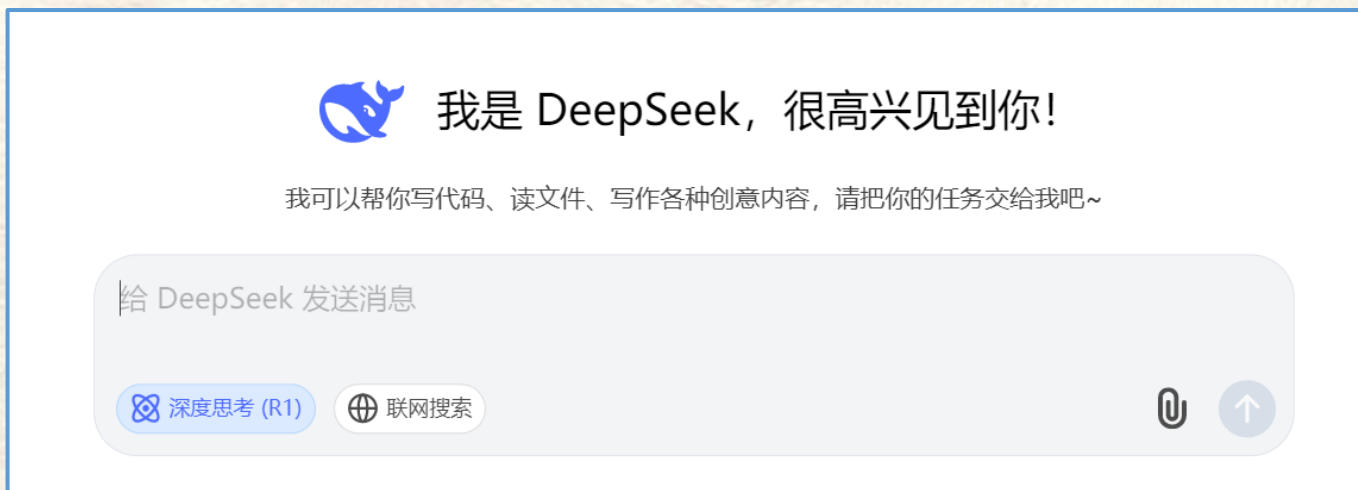 我是 DeepSeek，很高兴见到你！
我可以帮你写代码、读文件、写作各种创意内容，请把你的任务交给我吧~
给 DeepSeek 发送消息
深度思考 (R1) 联网搜索